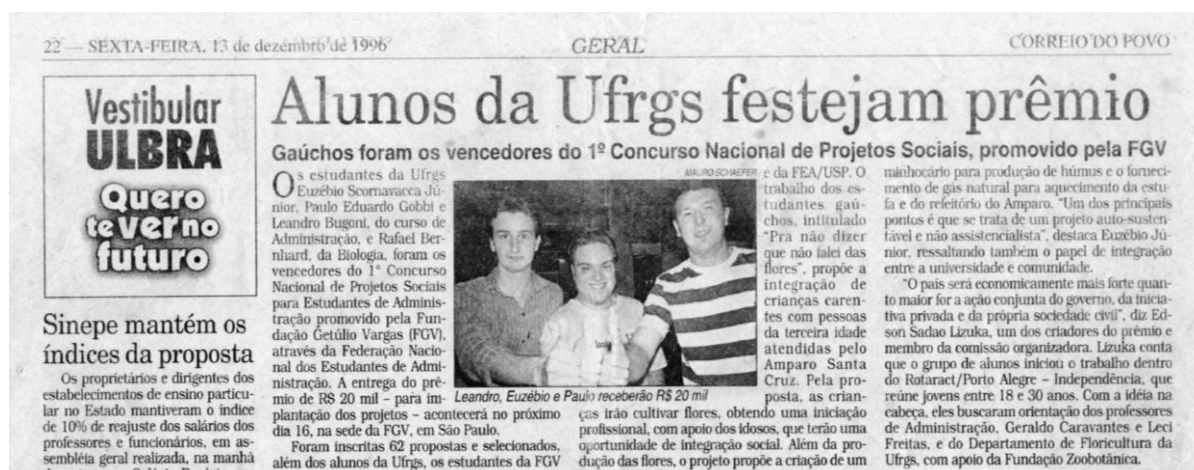 22 — SEXTA-FEIRA, 13 de dezembro de 1996
GERAL
CORREIO DO POVO
Vestibular
ULBRA
Quero
te ver no
futuro
Sinepe mantém os
índices da proposta
Os proprietários e dirigentes dos
estabelecimentos de ensino particu-
lar no Estado mantiveram o índice
de 10% de reajuste dos salários dos
professores e funcionários, em as-
sembléia geral realizada, na manhã
Alunos da Ufrgs festejam prêmio
Gaúchos foram os vencedores do 1º Concurso Nacional de Projetos Sociais, promovido pela FGV
Os estudantes da Ufrgs
Euzébio Scornavacca Jú-
nior, Paulo Eduardo Gobbi e
Leandro Bugoni, do curso de
Administração, e Rafael Ber-
nhard, da Biologia, foram os
vencedores do 1º Concurso
Nacional de Projetos Sociais
para Estudantes de Adminis-
tração promovido pela Fun-
dação Getúlio Vargas (FGV),
através da Federação Nacio-
nal dos Estudantes de Admi-
nistração. A entrega do prê-
mio de R$ 20 mil – para im-
plantação dos projetos – acontecerá no próximo
dia 16, na sede da FGV, em São Paulo.
Foram inscritas 62 propostas e selecionados,
além dos alunos da Ufrgs, os estudantes da FGV
MAURO SCHAEFER
Leandro, Euzébio e Paulo receberão R$ 20 mil
e da FEA/USP. O
trabalho dos es-
tudantes gaú-
chos, intitulado
"Pra não dizer
que não falei das
flores", propõe a
integração de
crianças caren-
tes com pessoas
da terceira idade
atendidas pelo
Amparo Santa
Cruz. Pela pro-
posta, as crian-
ças irão cultivar flores, obtendo uma iniciação
profissional, com apoio dos idosos, que terão uma
oportunidade de integração social. Além da pro-
dução das flores, o projeto propõe a criação de um
minhocário para produção de húmus e o forneci-
mento de gás natural para aquecimento da estu-
fa e do refeitório do Amparo. "Um dos principais
pontos é que se trata de um projeto auto-susten-
tável e não assistencialista", destaca Euzébio Jú-
nior, ressaltando também o papel de integração
entre a universidade e comunidade.
"O país será economicamente mais forte quan-
to maior for a ação conjunta do governo, da inicia-
tiva privada e da própria sociedade civil", diz Ed-
son Sadao Lizuka, um dos criadores do prêmio e
membro da comissão organizadora. Lizuka conta
que o grupo de alunos iniciou o trabalho dentro
do Rotaract/Porto Alegre – Independência, que
reúne jovens entre 18 e 30 anos. Com a idéia na
cabeça, eles buscaram orientação dos professores
de Administração, Geraldo Caravantes e Leci
Freitas, e do Departamento de Floricultura da
Ufrgs, com apoio da Fundação Zoobotânica.